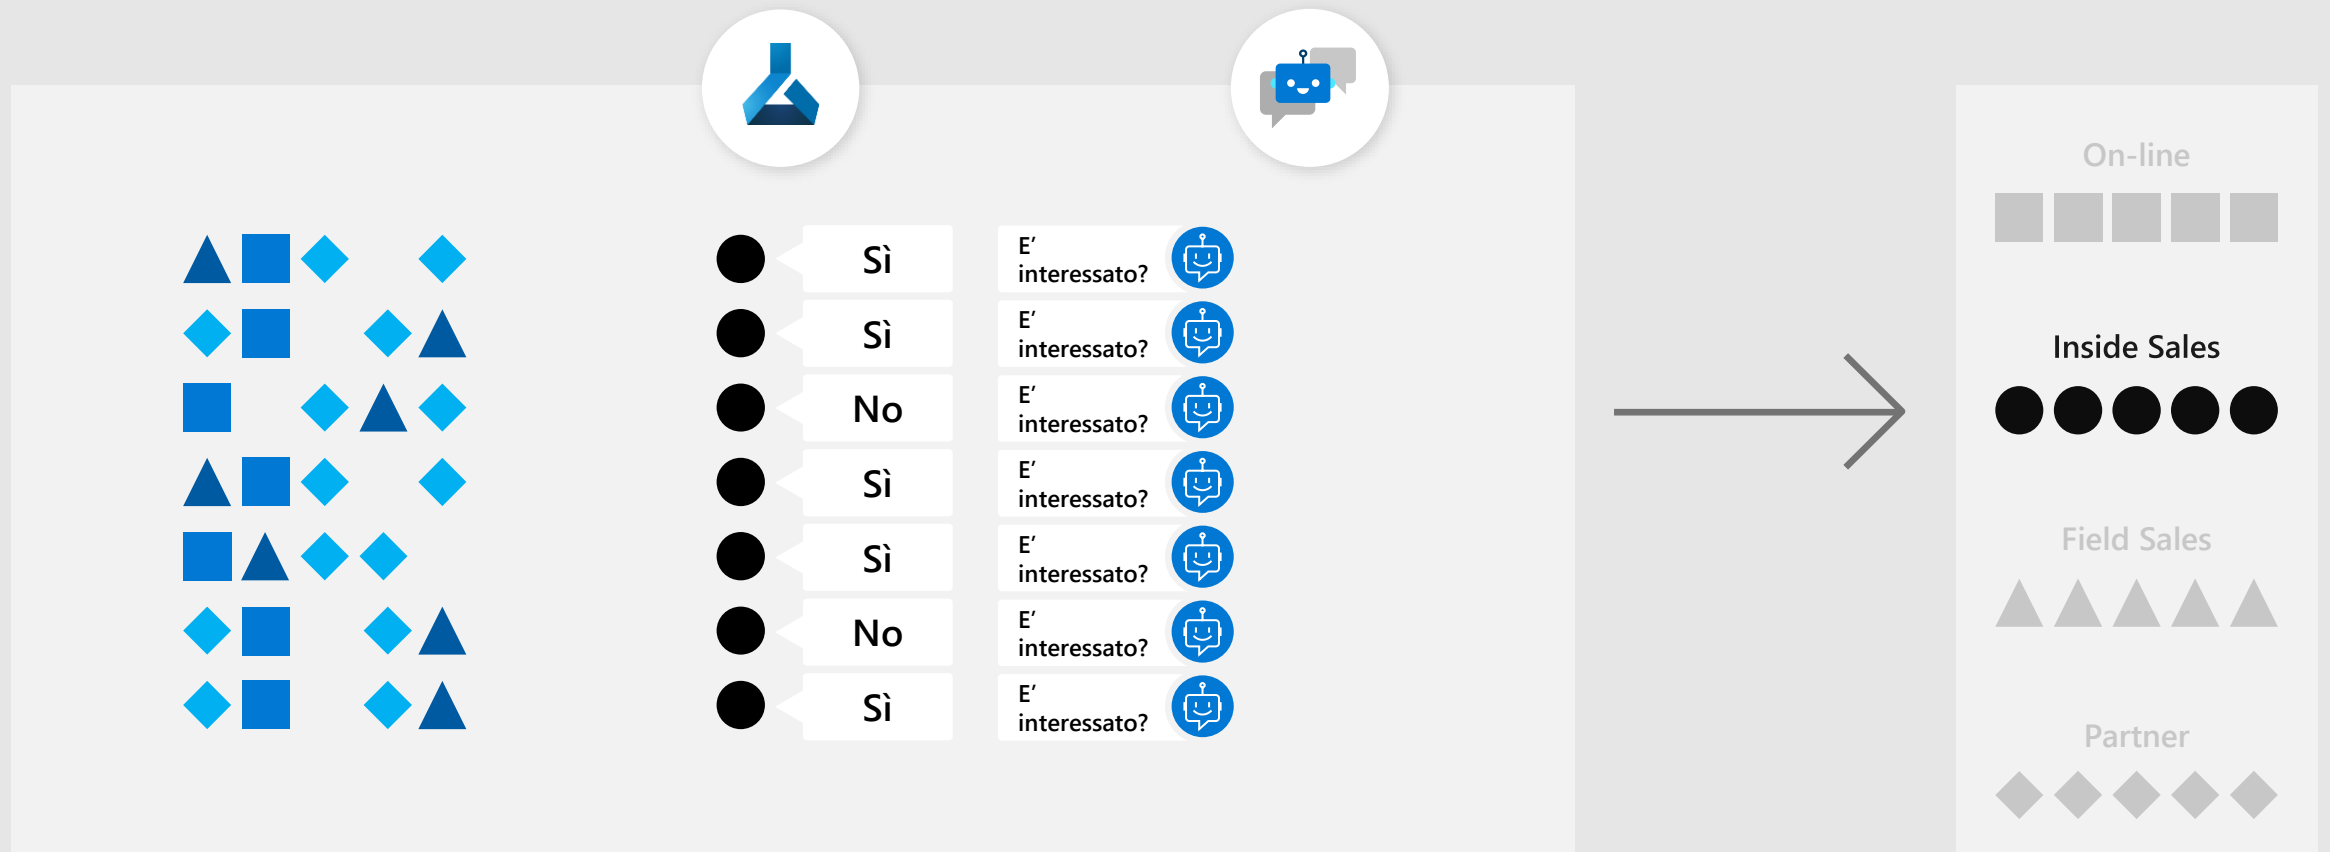 Sì
E’
interessato?
Sì
E’
interessato?
No
E’
interessato?
Sì
E’
interessato?
Sì
E’
interessato?
No
E’
interessato?
Sì
E’
interessato?
On-line
Inside Sales
Field Sales
Partner